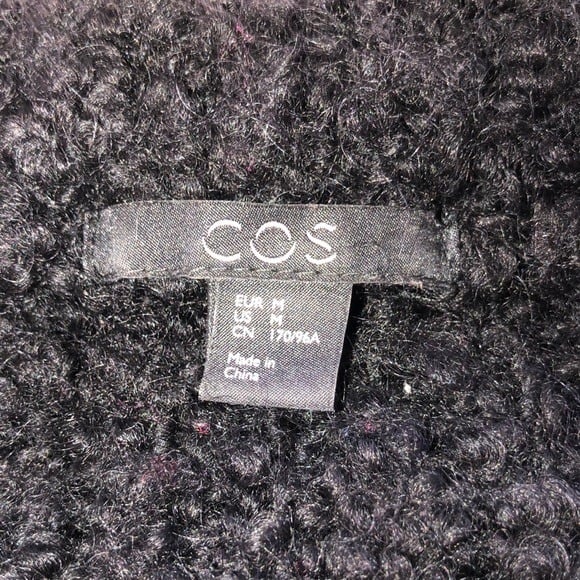 COS
EUR M
US M
CN 170/96A
Made in
China